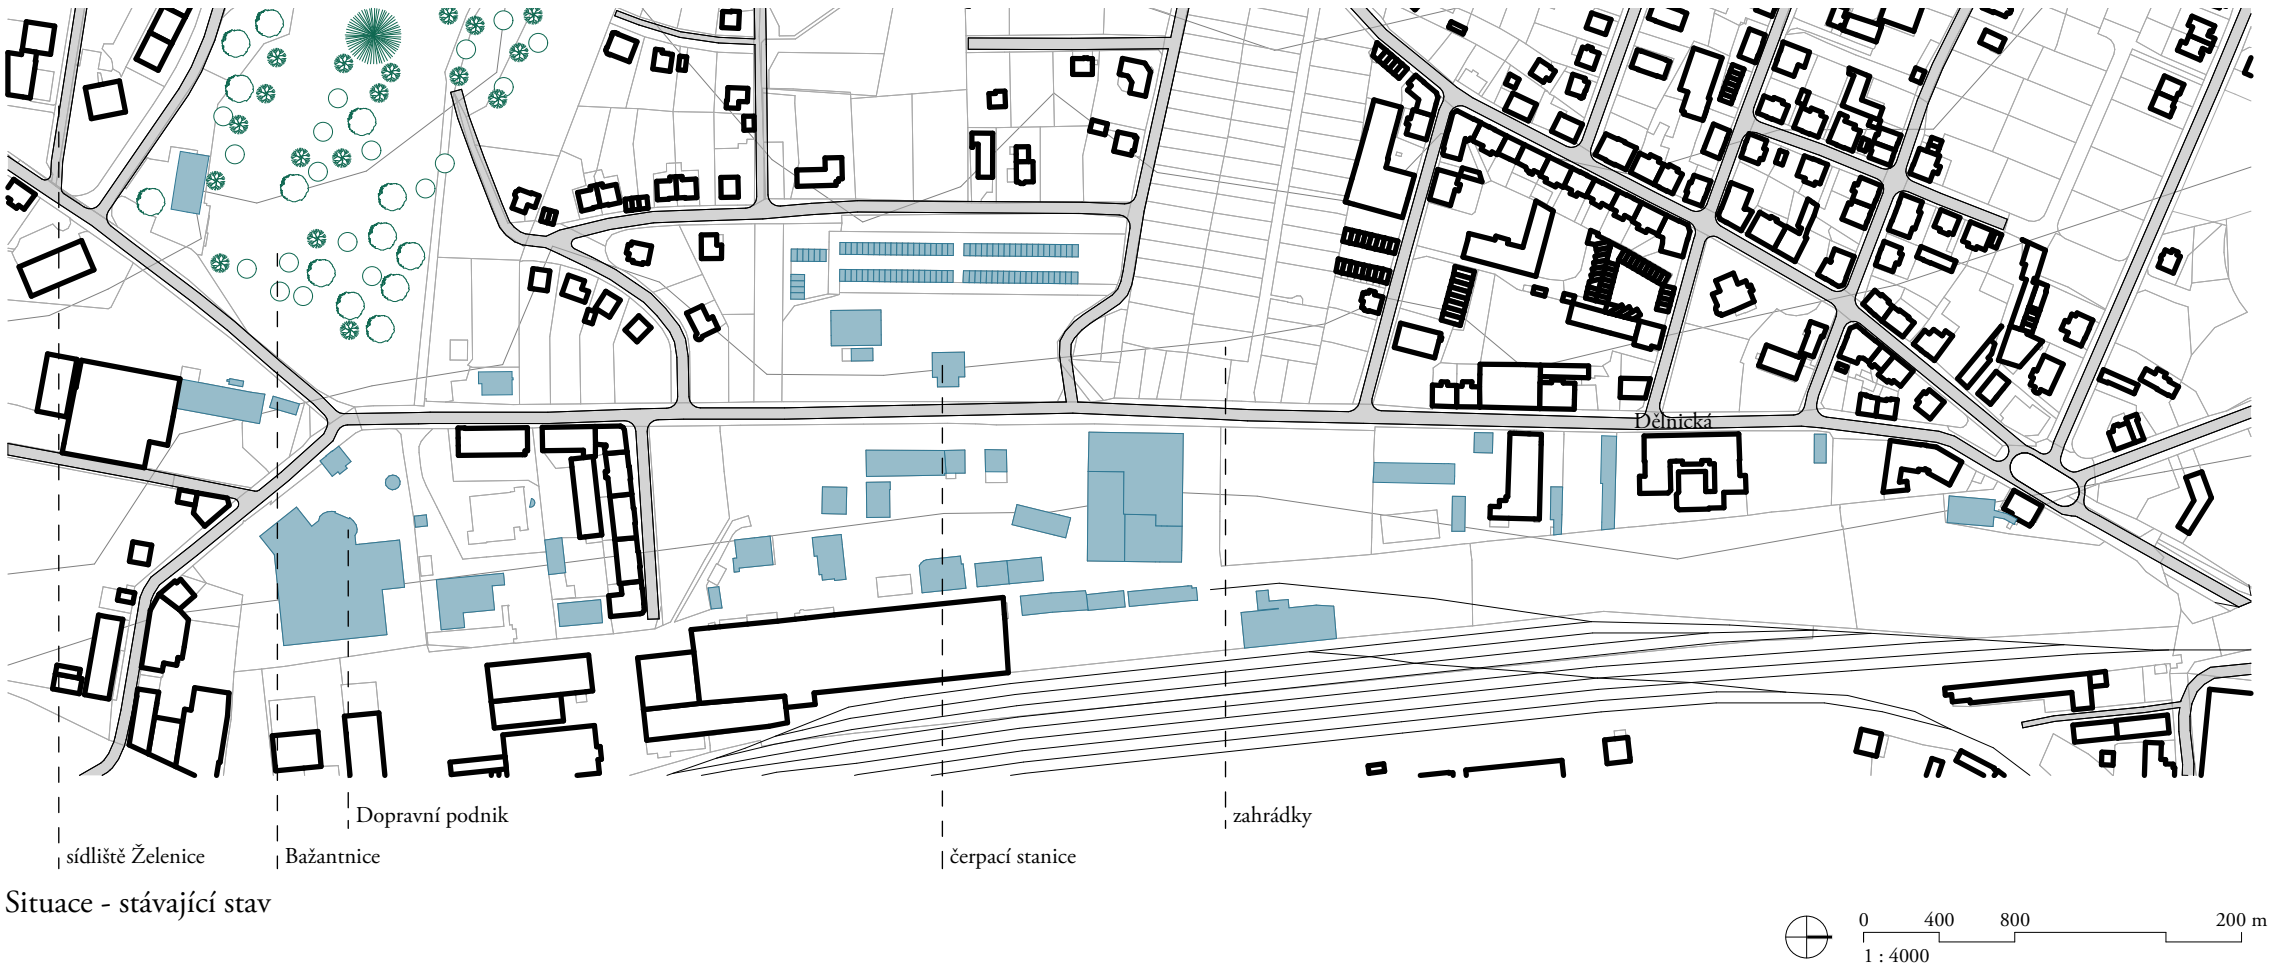 Dělnická
Dopravní podnik
zahrádky
sídliště Želenice
Bažantnice
čerpací stanice
Situace - stávající stav
0 400 800 200 m
1 : 4000